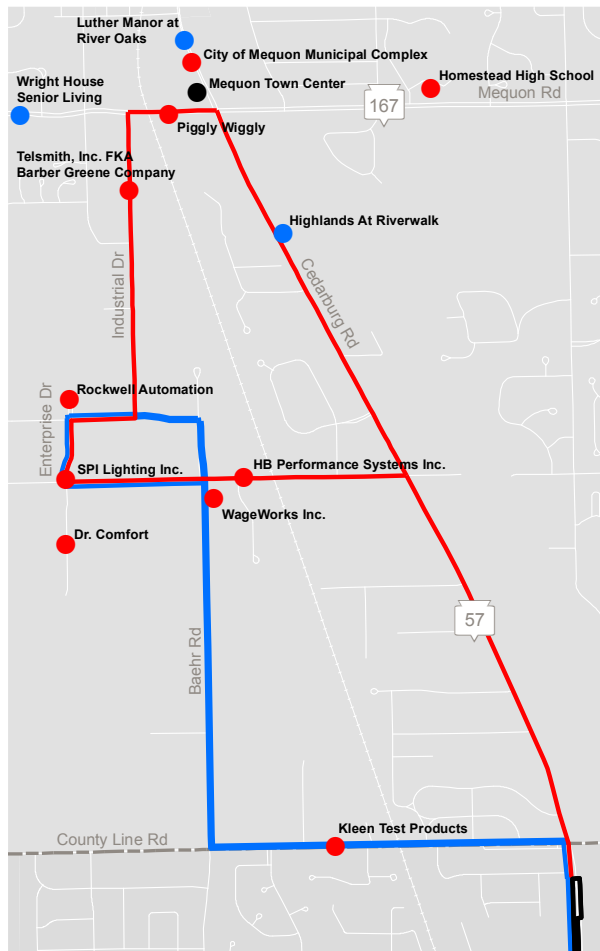 Luther Manor at
River Oaks
City of Mequon Municipal Complex
Wright House
Senior Living
Mequon Town Center
Homestead High School
Mequon Rd
167
Piggly Wiggly
Telsmith, Inc. FKA
Barber Greene Company
Highlands At Riverwalk
Industrial Dr
Cedarburg Rd
Rockwell Automation
Enterprise Dr
SPI Lighting Inc.
HB Performance Systems Inc.
WageWorks Inc.
Dr. Comfort
57
Baehr Rd
Kleen Test Products
County Line Rd